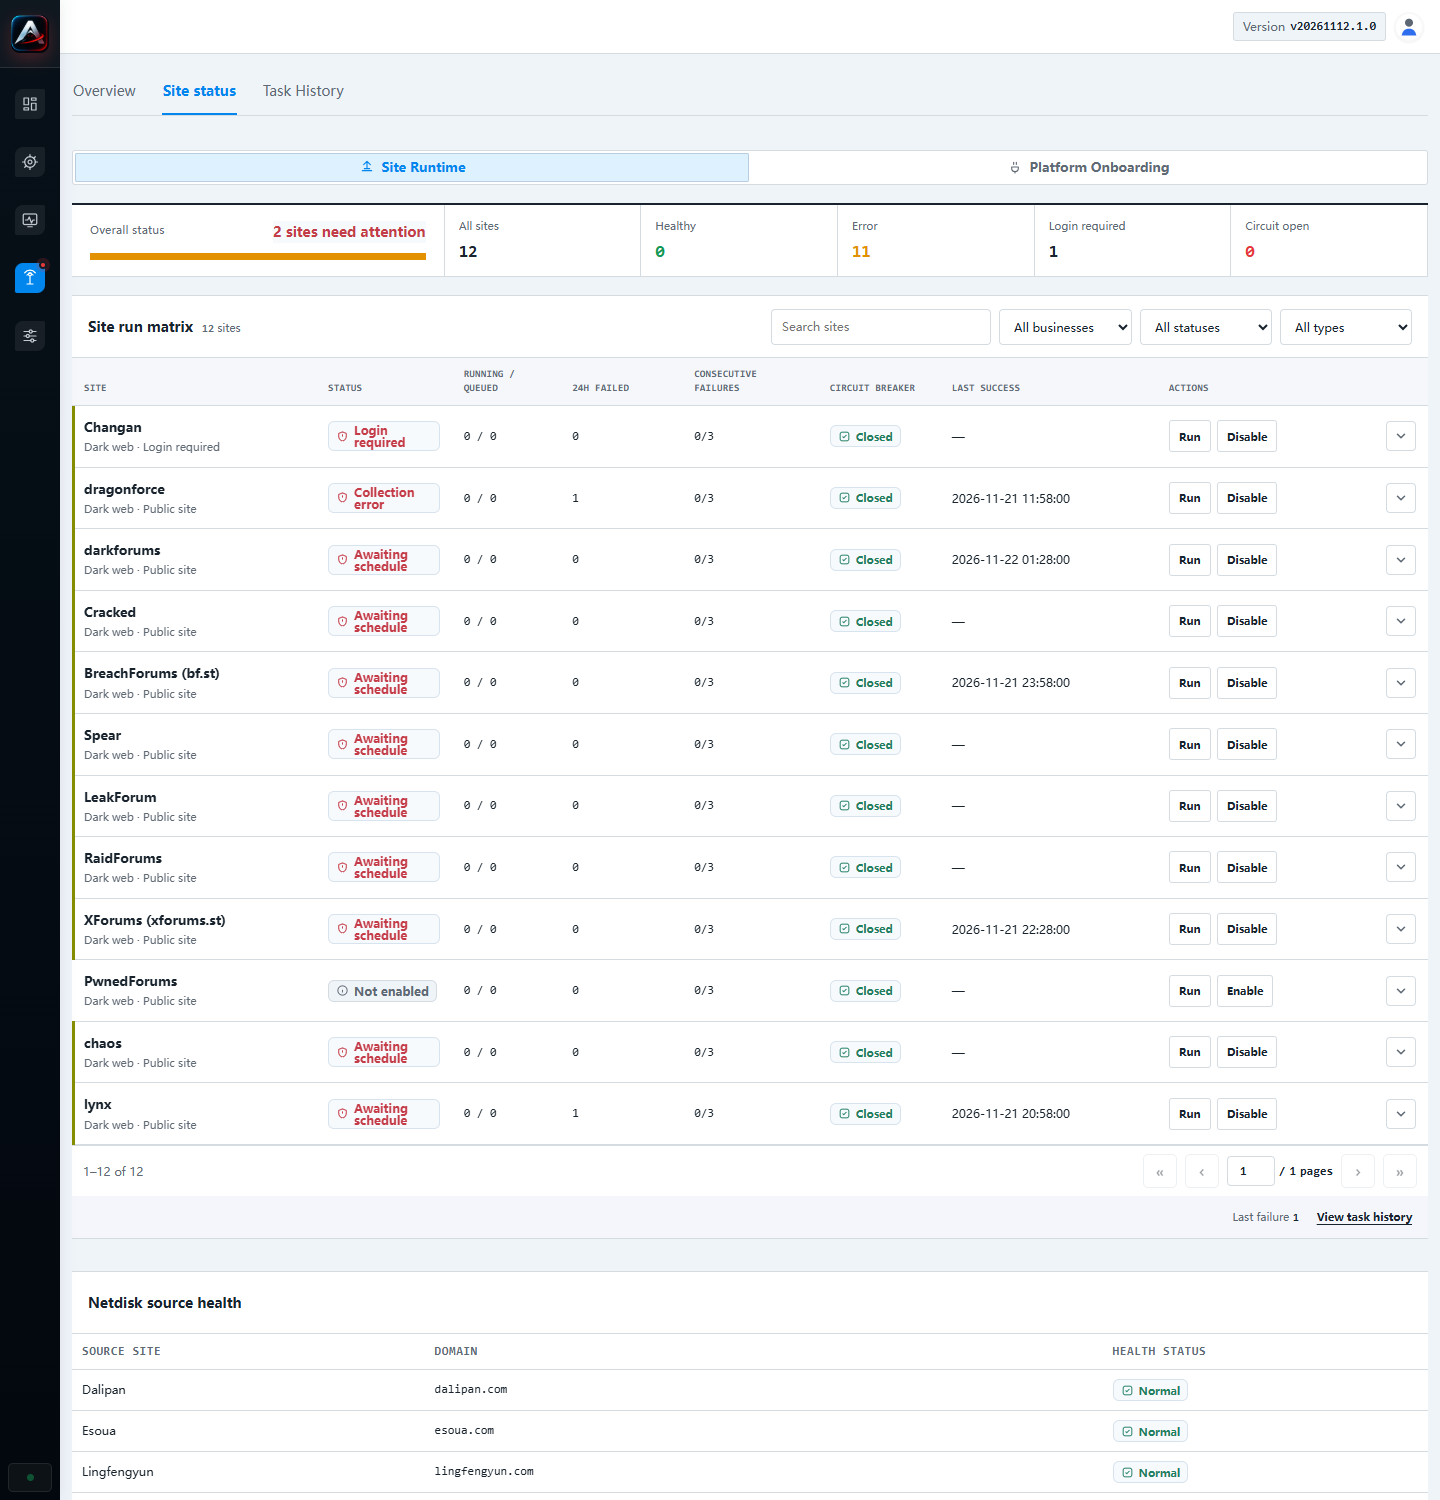 Version v20261112.1.0
Overview Site status Task History
Site Runtime Platform Onboarding
Overall status 2 sites need attention
All sites
12
Healthy
0
Error
11
Login required
1
Circuit open
0
Site run matrix 12 sites
Search sites
All businesses
All statuses
All types
SITE STATUS RUNNING / QUEUED 24H FAILED CONSECUTIVE FAILURES CIRCUIT BREAKER LAST SUCCESS ACTIONS
Changan
Dark web · Login required
Login required 0 / 0 0 0/3 Closed — Run Disable
dragonforce
Dark web · Public site
Collection error 0 / 0 1 0/3 Closed 2026-11-21 11:58:00 Run Disable
darkforums
Dark web · Public site
Awaiting schedule 0 / 0 0 0/3 Closed 2026-11-22 01:28:00 Run Disable
Cracked
Dark web · Public site
Awaiting schedule 0 / 0 0 0/3 Closed — Run Disable
BreachForums (bf.st)
Dark web · Public site
Awaiting schedule 0 / 0 0 0/3 Closed 2026-11-21 23:58:00 Run Disable
Spear
Dark web · Public site
Awaiting schedule 0 / 0 0 0/3 Closed — Run Disable
LeakForum
Dark web · Public site
Awaiting schedule 0 / 0 0 0/3 Closed — Run Disable
RaidForums
Dark web · Public site
Awaiting schedule 0 / 0 0 0/3 Closed — Run Disable
XForums (xforums.st)
Dark web · Public site
Awaiting schedule 0 / 0 0 0/3 Closed 2026-11-21 22:28:00 Run Disable
PwnedForums
Dark web · Public site
Not enabled 0 / 0 0 0/3 Closed — Run Enable
chaos
Dark web · Public site
Awaiting schedule 0 / 0 0 0/3 Closed — Run Disable
lynx
Dark web · Public site
Awaiting schedule 0 / 0 1 0/3 Closed 2026-11-21 20:58:00 Run Disable
1–12 of 12 « ‹ 1 / 1 pages › »
Last failure 1 View task history
Netdisk source health
SOURCE SITE DOMAIN HEALTH STATUS
Dalipan dalipan.com Normal
Esoua esoua.com Normal
Lingfengyun lingfengyun.com Normal